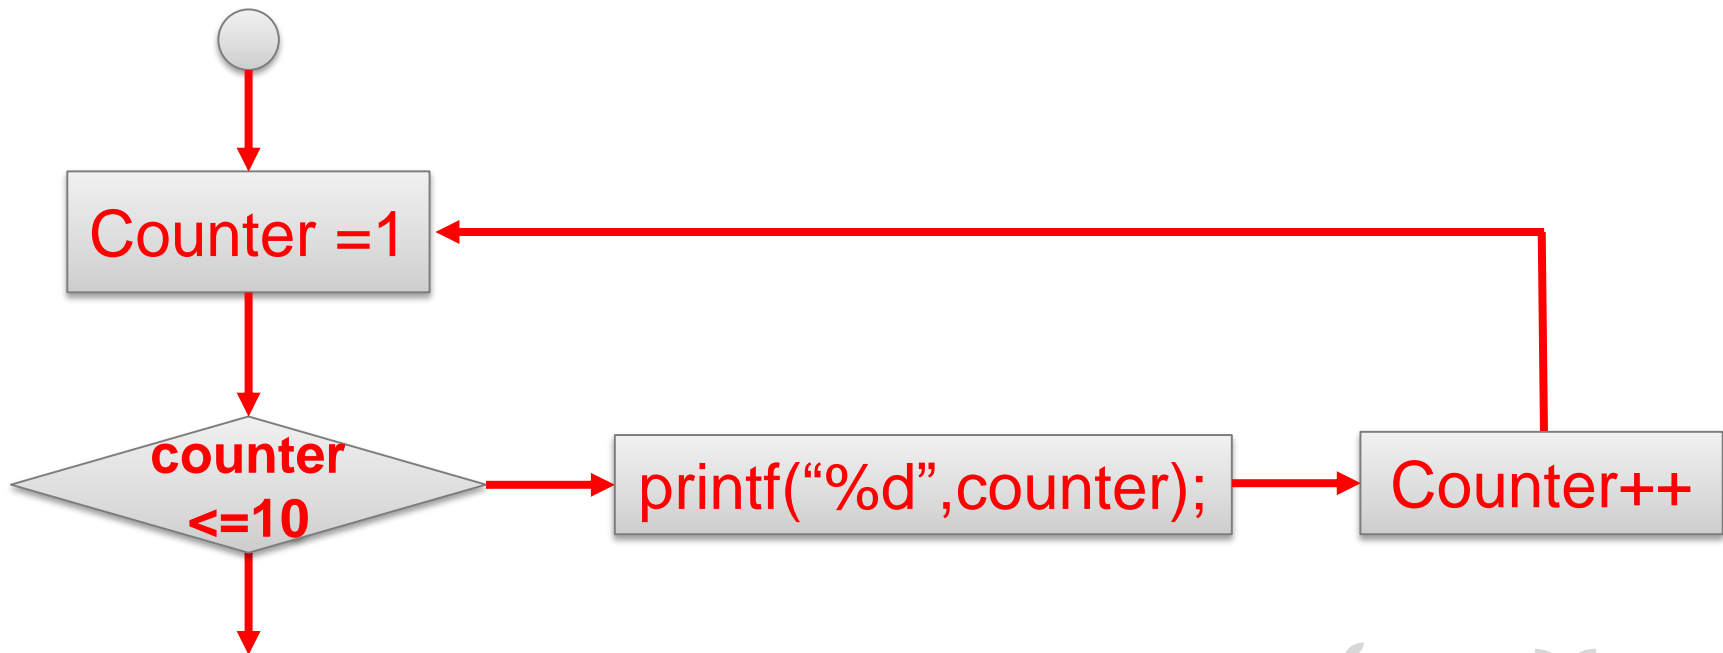 Counter =1
counter
<=10
printf(“%d”,counter);
Counter++